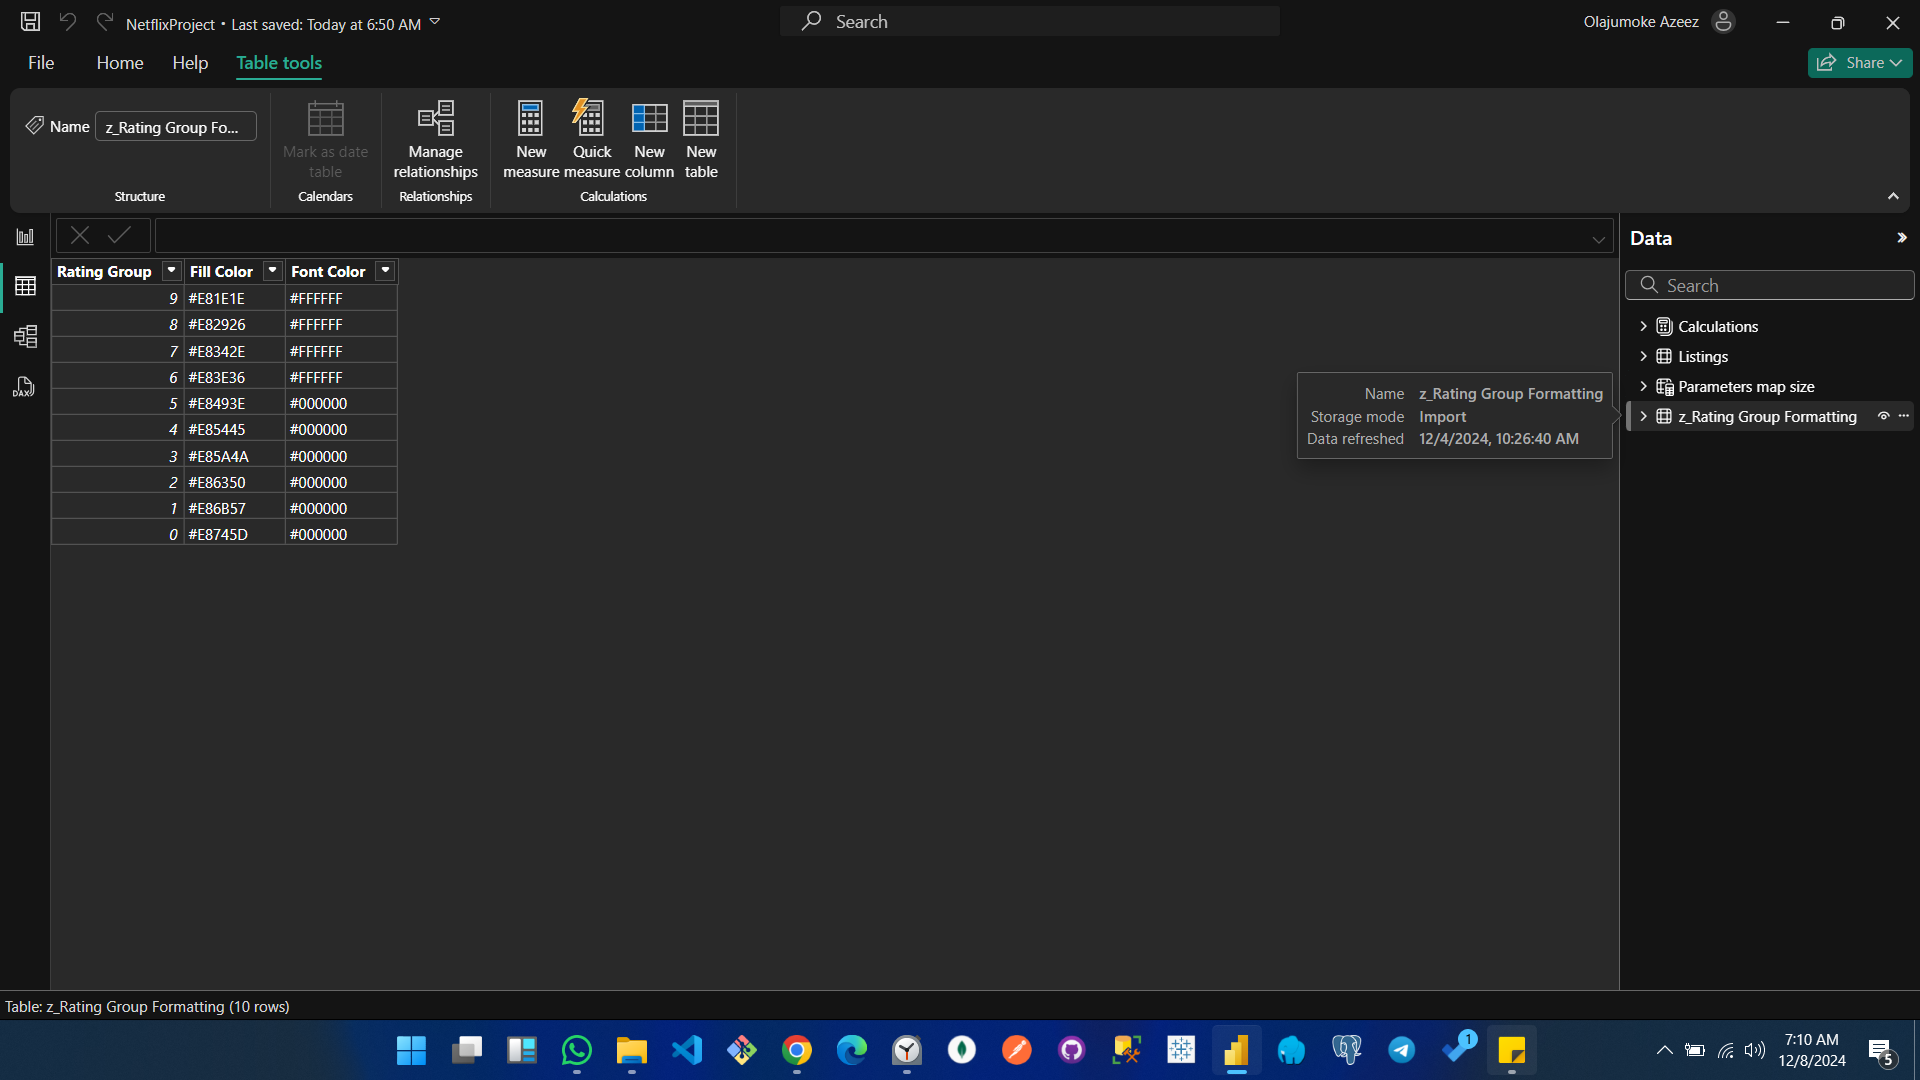 NetflixProject • Last saved: Today at 6:50 AM
Search
Olajumoke Azeez
File Home Help Table tools
Share
Name z_Rating Group Fo...
Structure
Mark as date
table
Calendars
Manage
relationships
Relationships
New
measure
Quick
measure
New
column
New
table
Calculations
Rating Group Fill Color Font Color
9 #E81E1E #FFFFFF
8 #E82926 #FFFFFF
7 #E8342E #FFFFFF
6 #E83E36 #FFFFFF
5 #E8493E #000000
4 #E85445 #000000
3 #E85A4A #000000
2 #E86350 #000000
1 #E86B57 #000000
0 #E8745D #000000
DAX
Name z_Rating Group Formatting
Storage mode Import
Data refreshed 12/4/2024, 10:26:40 AM
Data
Search
Calculations
Listings
Parameters map size
z_Rating Group Formatting
Table: z_Rating Group Formatting (10 rows)
1
7:10 AM
12/8/2024
5